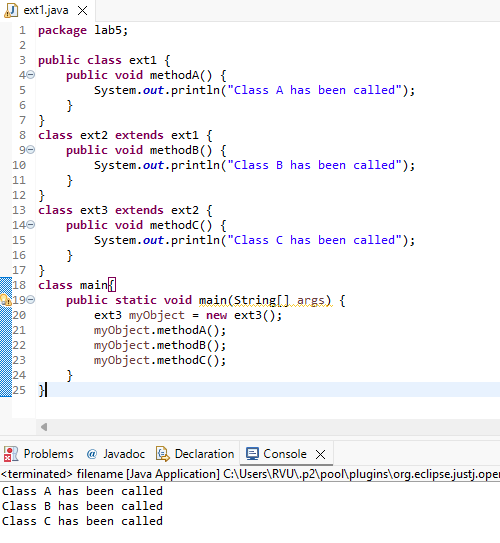 ext1.java
1 package lab5;
2
3 public class ext1 {
4 public void methodA() {
5 System.out.println("Class A has been called");
6 }
7 }
8 class ext2 extends ext1 {
9 public void methodB() {
10 System.out.println("Class B has been called");
11 }
12 }
13 class ext3 extends ext2 {
14 public void methodC() {
15 System.out.println("Class C has been called");
16 }
17 }
18 class main{
19 public static void main(String[] args) {
20 ext3 myObject = new ext3();
21 myObject.methodA();
22 myObject.methodB();
23 myObject.methodC();
24 }
25 }
Problems @ Javadoc Declaration Console
<terminated> filename [Java Application] C:\Users\RVU\.p2\pool\plugins\org.eclipse.justj.ope
Class A has been called
Class B has been called
Class C has been called